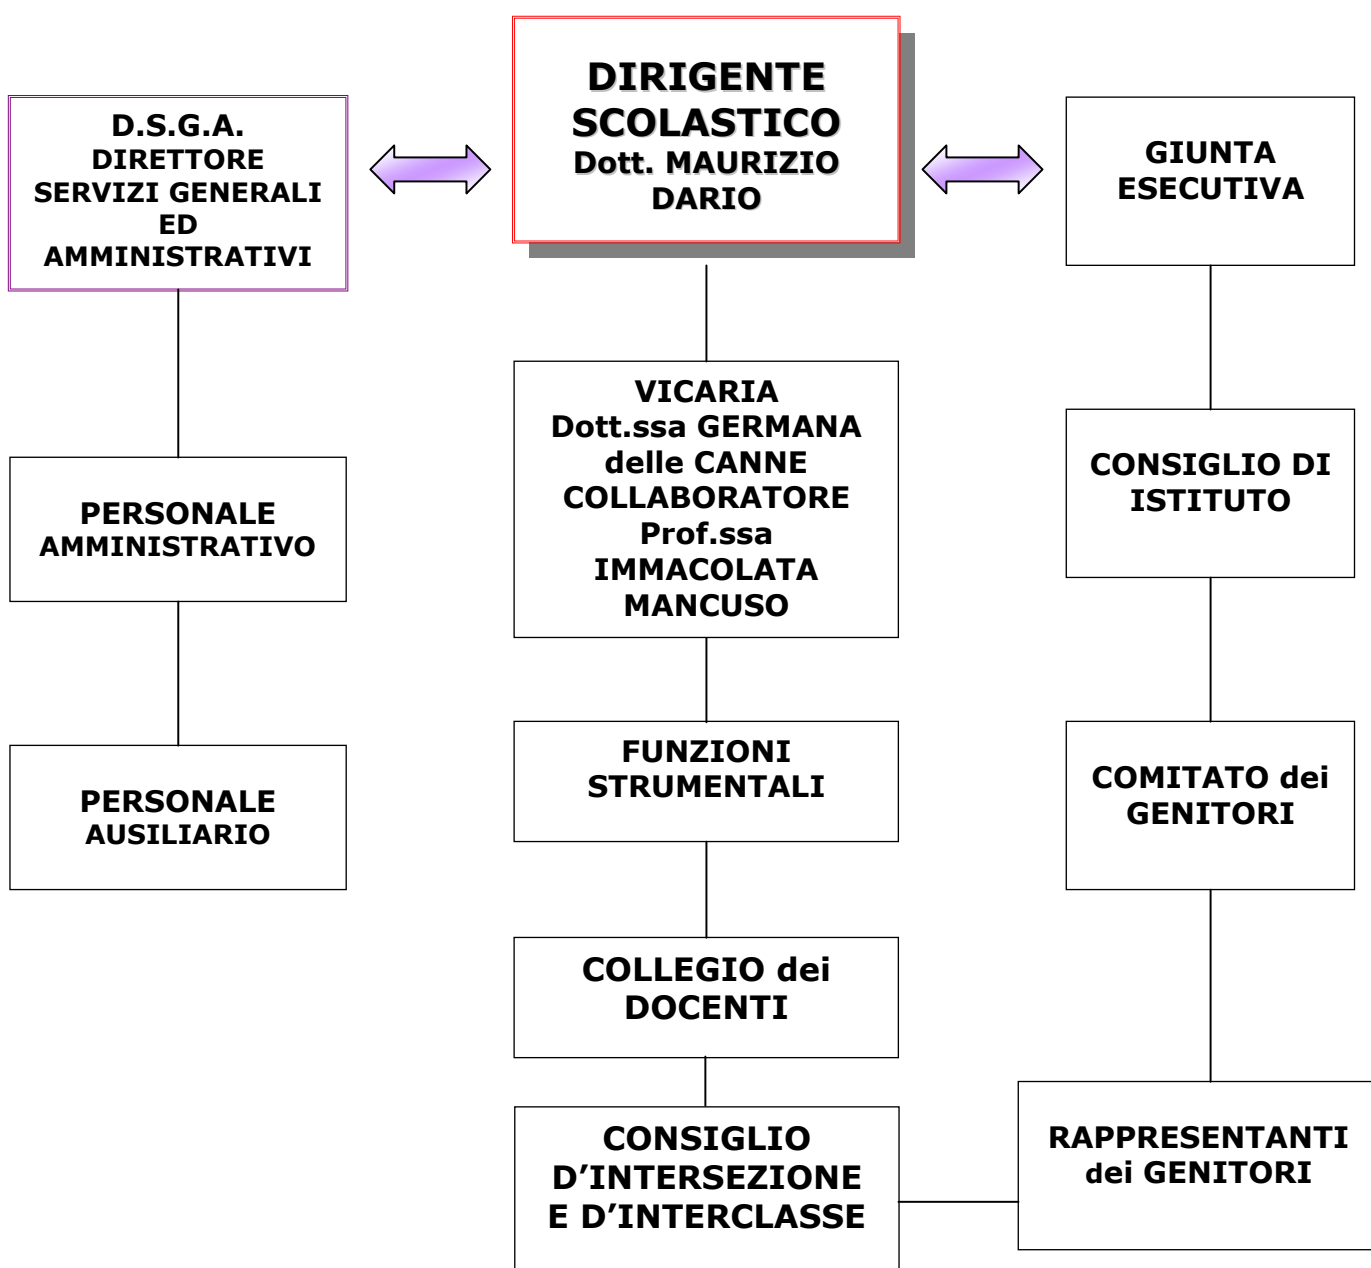 D.S.G.A.
DIRETTORE
SERVIZI GENERALI
ED
AMMINISTRATIVI
DIRIGENTE
SCOLASTICO
Dott. MAURIZIO
DARIO
GIUNTA
ESECUTIVA
VICARIA
Dott.ssa GERMANA
delle CANNE
COLLABORATORE
Prof.ssa
IMMACOLATA
MANCUSO
PERSONALE
AMMINISTRATIVO
CONSIGLIO DI
ISTITUTO
PERSONALE
AUSILIARIO
FUNZIONI
STRUMENTALI
COMITATO dei
GENITORI
COLLEGIO dei
DOCENTI
CONSIGLIO
D’INTERSEZIONE
E D’INTERCLASSE
RAPPRESENTANTI
dei GENITORI